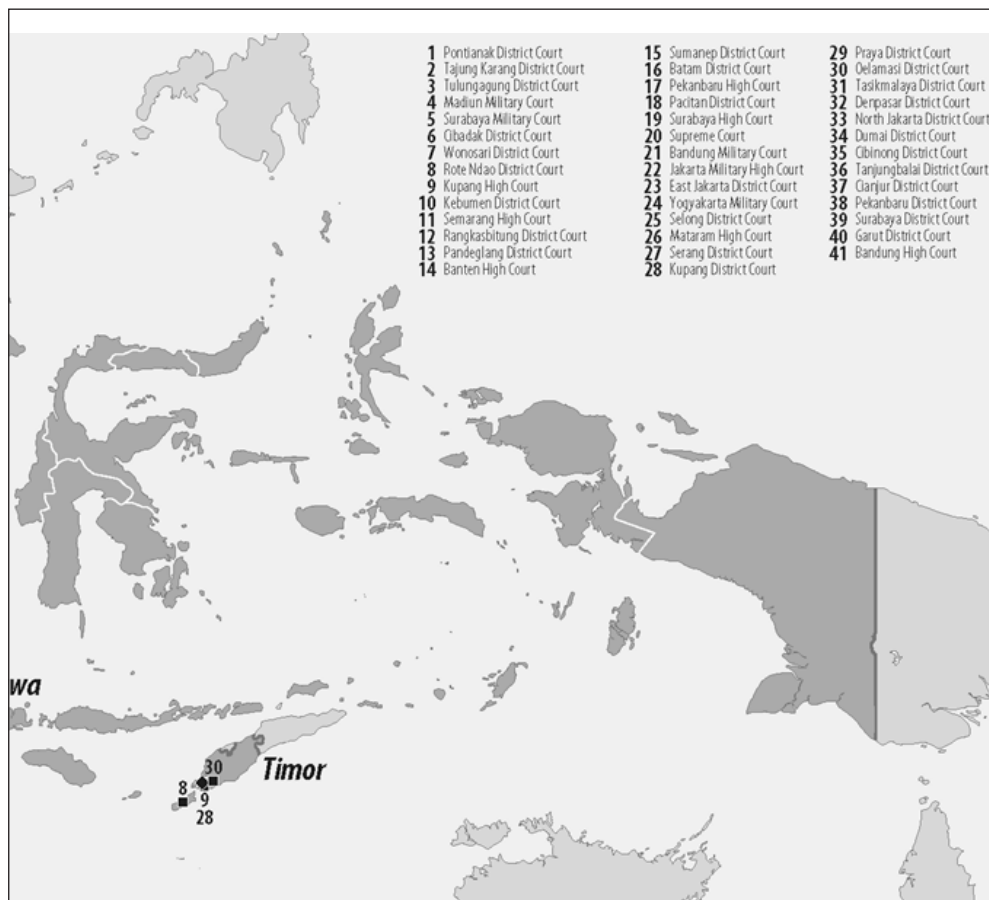 1 Pontianak District Court
2 Tajung Karang District Court
3 Tulungagung District Court
4 Madiun Military Court
5 Surabaya Military Court
6 Cibadak District Court
7 Wonosari District Court
8 Rote Ndao District Court
9 Kupang High Court
10 Kebumen District Court
11 Semarang High Court
12 Rangkasbitung District Court
13 Pandeglang District Court
14 Banten High Court
15 Sumanep District Court
16 Batam District Court
17 Pekanbaru High Court
18 Pacitan District Court
19 Surabaya High Court
20 Supreme Court
21 Bandung Military Court
22 Jakarta Military High Court
23 East Jakarta District Court
24 Yogyakarta Military Court
25 Selong District Court
26 Mataram High Court
27 Serang District Court
28 Kupang District Court
29 Praya District Court
30 Oelamasi District Court
31 Tasikmalaya District Court
32 Denpasar District Court
33 North Jakarta District Court
34 Dumai District Court
35 Cibinong District Court
36 Tanjungbalai District Court
37 Cianjur District Court
38 Pekanbaru District Court
39 Surabaya District Court
40 Garut District Court
41 Bandung High Court
wa
30
Timor
8
9
28